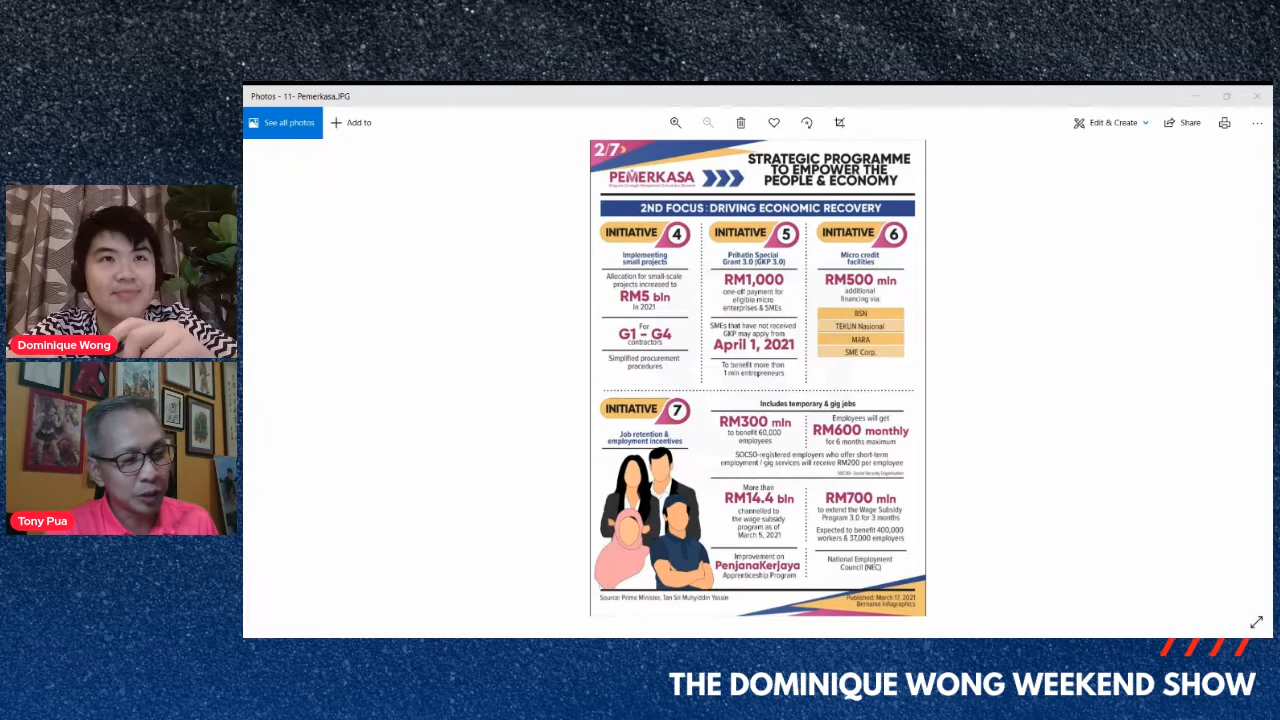 Photos - 11- Pemerkasa.JPG
See all photos
Add to
Edit & Create
Share
2/7
PEMERKASA
STRATEGIC PROGRAMME
TO EMPOWER THE
PEOPLE & ECONOMY
2ND FOCUS : DRIVING ECONOMIC RECOVERY
INITIATIVE 4
Implementing
small projects
Allocation for small-scale
projects increased to
RM5 bln
in 2021
For
G1 - G4
contractors
Simplified procurement
procedures
INITIATIVE 5
Prihatin Special
Grant 3.0 (GKP 3.0)
RM1,000
one-off payment for
eligible micro
enterprises & SMEs
SMEs that have not received
GKP may apply from
April 1, 2021
To benefit more than
1 mln entrepreneurs
INITIATIVE 6
Micro credit
facilities
RM500 mln
additional
financing via:
BSN
TEKUN Nasional
MARA
SME Corp.
INITIATIVE 7
Job retention &
employment incentives
Includes temporary & gig jobs
RM300 mln
to benefit 60,000
employees
Employees will get
RM600 monthly
for 6 months maximum
SOCSO-registered employers who offer short-term
employment / gig services will receive RM200 per employee
SOCSO - Social Security Organisation
More than
RM14.4 bln
channelled to
the wage subsidy
program as of
March 5, 2021
RM700 mln
to extend the Wage Subsidy
Program 3.0 for 3 months
Expected to benefit 400,000
workers & 37,000 employers
Improvement on
PenjanaKerjaya
Apprenticeship Program
National Employment
Council (NEC)
Source: Prime Minister, Tan Sri Muhyiddin Yassin
Published: March 17, 2021
Bernama Infographics
Dominique Wong
Tony Pua
THE DOMINIQUE WONG WEEKEND SHOW